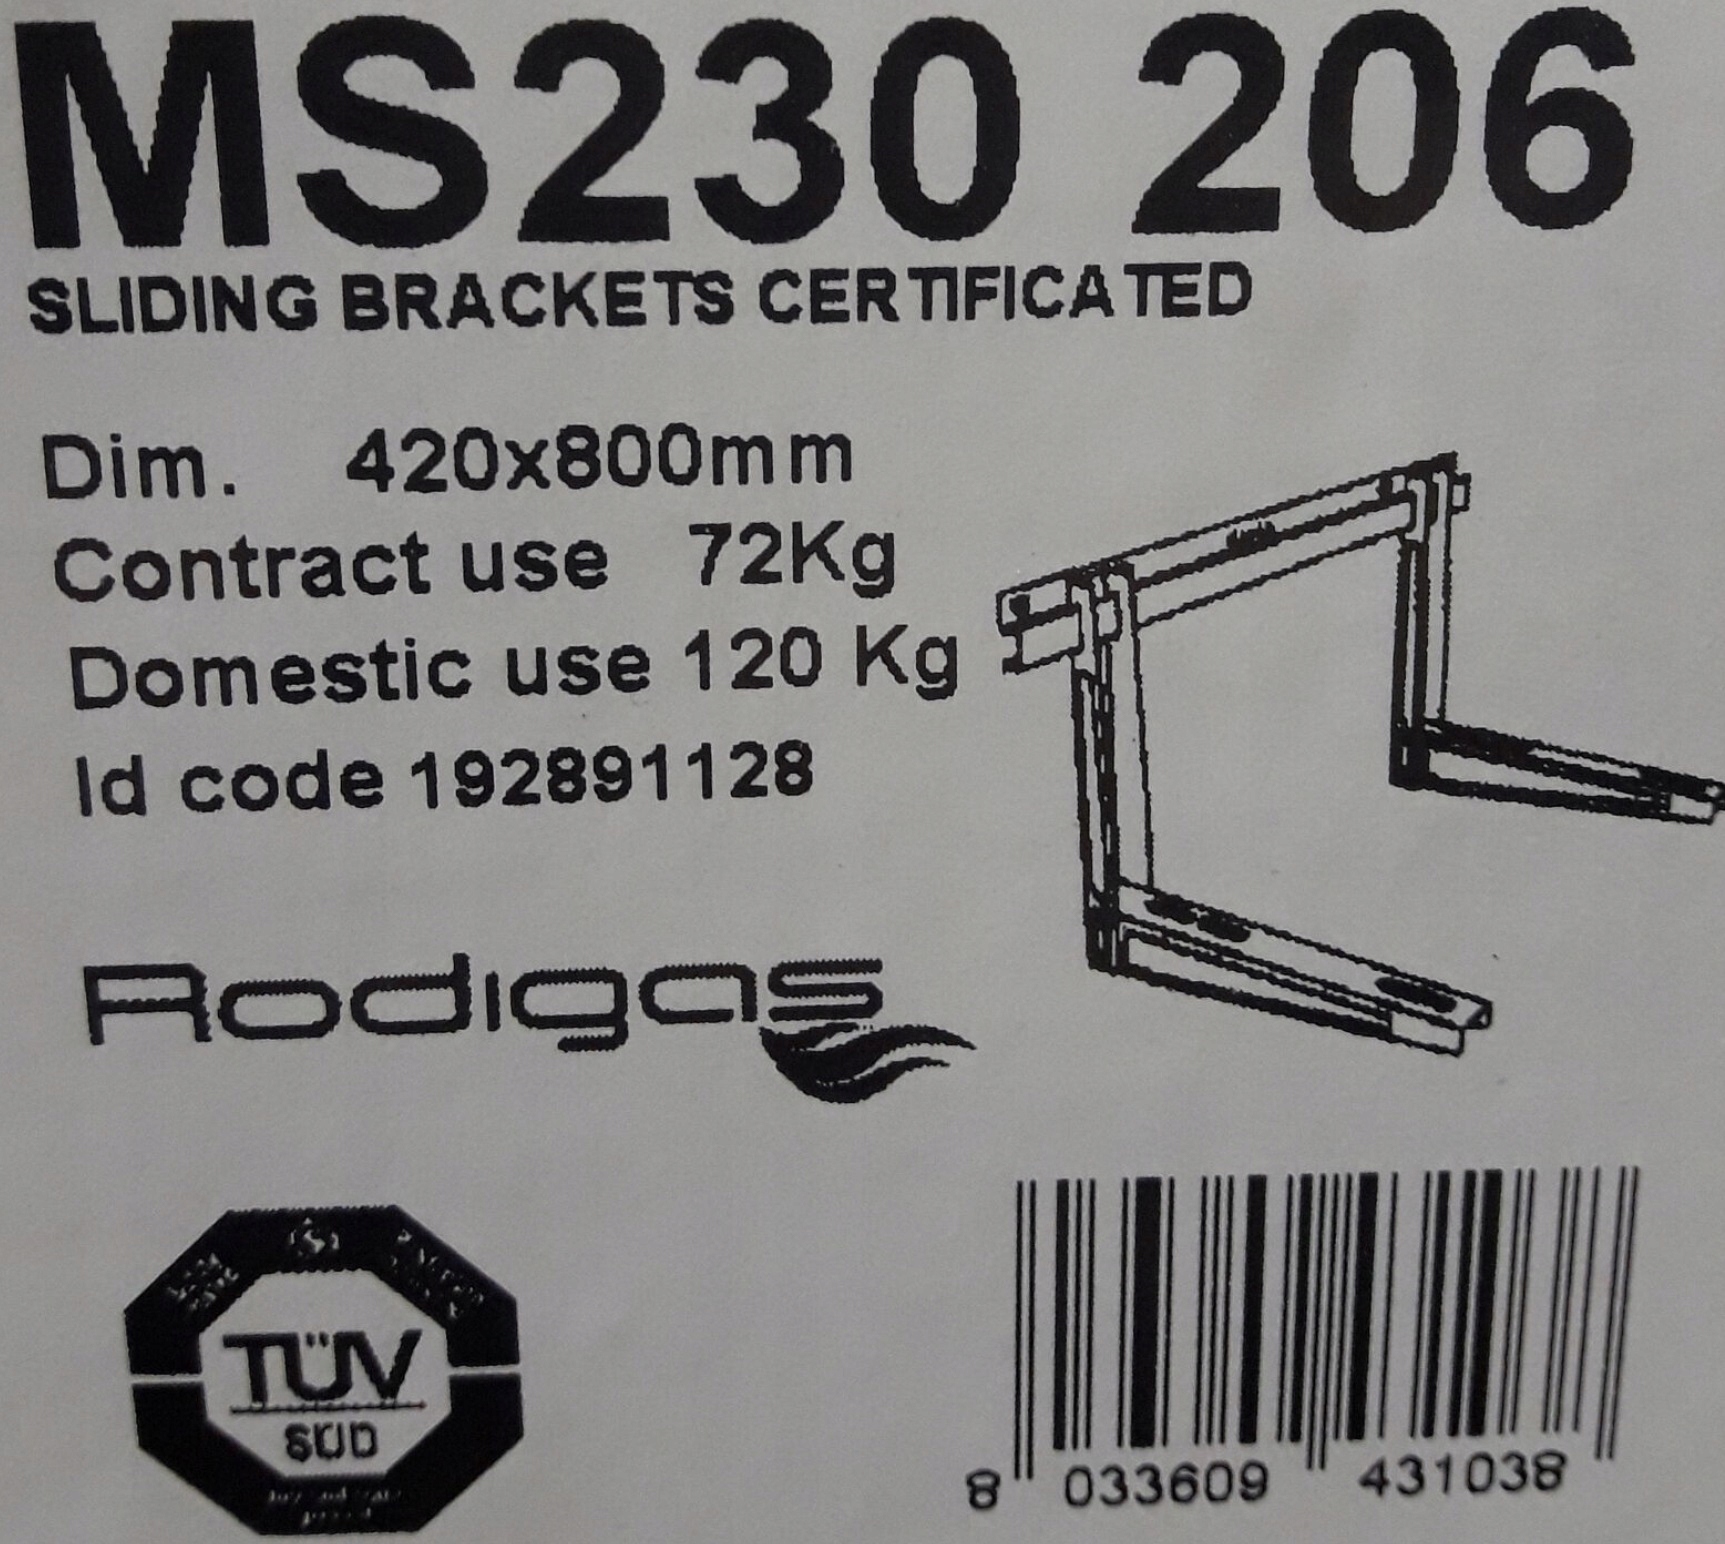 MS230 206
SLIDING BRACKETS CERTIFICATED
Dim. 420x800mm
Contract use 72Kg
Domestic use 120 Kg
Id code 192891128
Rodigas
TÜV
SÜD
8 033609 431038